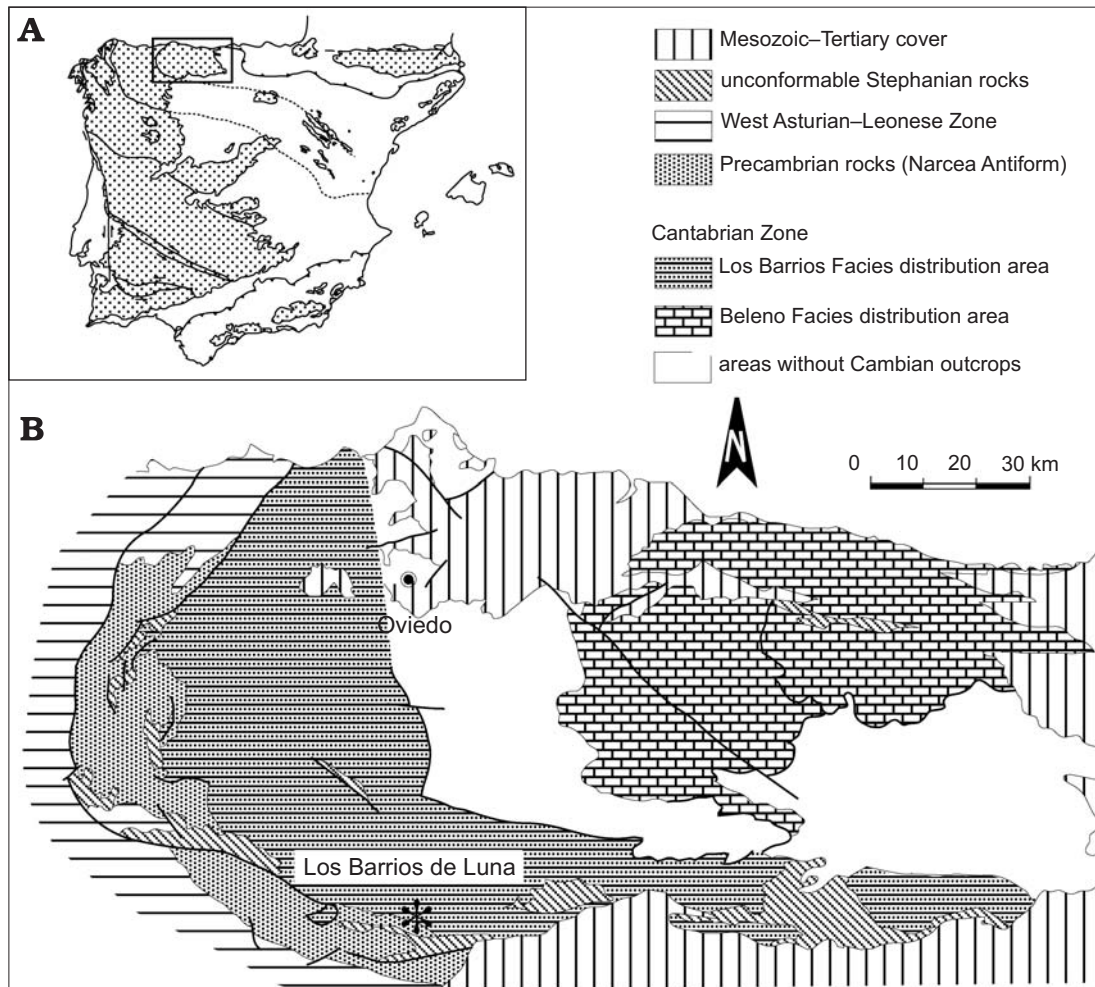 A
Mesozoic–Tertiary cover
unconformable Stephanian rocks
West Asturian–Leonese Zone
Precambrian rocks (Narcea Antiform)
Cantabrian Zone
Los Barrios Facies distribution area
Beleno Facies distribution area
areas without Cambian outcrops
B
N
0 10 20 30 km
Oviedo
Los Barrios de Luna